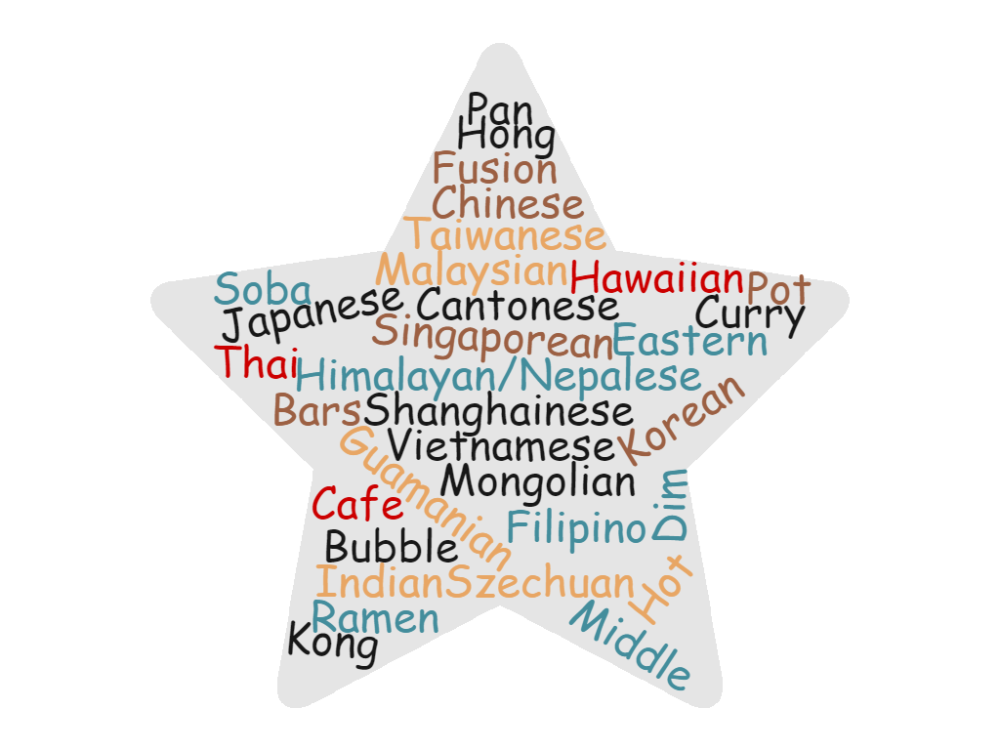 Pan
Hong
Fusion
Chinese
Taiwanese
Malaysian Hawaiian Pot
Soba Japanese Cantonese Curry
Singaporean Eastern
Thai Himalayan/Nepalese
Bars Shanghainese Korean
Guamanian Vietnamese
Mongolian
Cafe Filipino Dim
Bubble
Indian Szechuan Hot
Ramen Middle
Kong